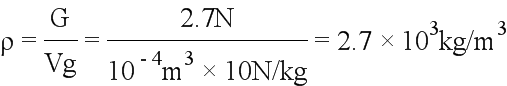 ρ = G/Vg = 2.7N/(10⁻⁴m³ × 10N/kg) = 2.7 × 10³kg/m³